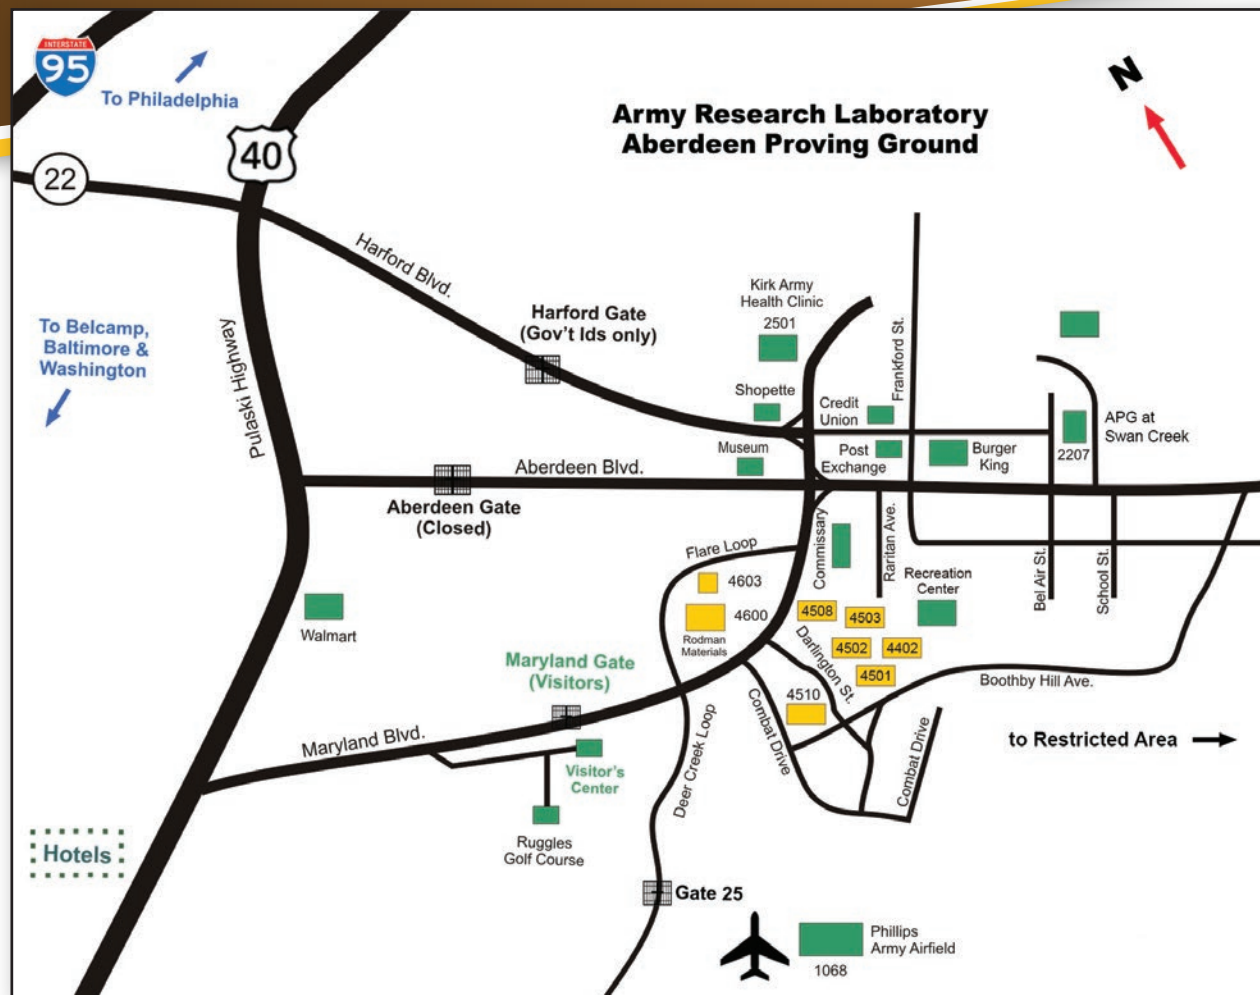 INTERSTATE
95
To Philadelphia
40
22
N
Army Research Laboratory
Aberdeen Proving Ground
Harford Blvd.
To Belcamp,
Baltimore &
Washington
Pulaski Highway
Harford Gate
(Gov't Ids only)
Kirk Army
Health Clinic
2501
Shopette
Credit
Union
Frankford St.
Museum
Post
Exchange
Burger
King
2207
APG at
Swan Creek
Aberdeen Blvd.
Aberdeen Gate
(Closed)
Flare Loop
Commissary
Raritan Ave.
Recreation
Center
Bel Air St.
School St.
4603
4600
Rodman
Materials
4508
4503
4502
4402
4501
Darlington St.
4510
Walmart
Maryland Gate
(Visitors)
Boothby Hill Ave.
Maryland Blvd.
Combat Drive
Combat Drive
to Restricted Area
Visitor's
Center
Deer Creek Loop
Ruggles
Golf Course
Hotels
Gate 25
Phillips
Army Airfield
1068